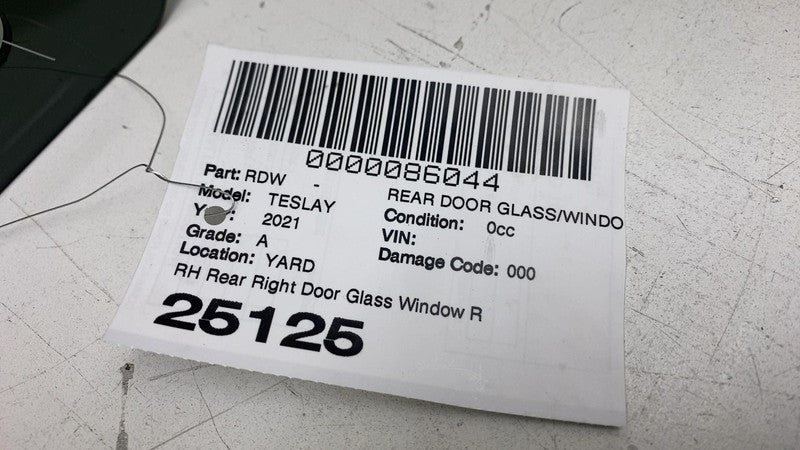 0000086044
Part: RDW - REAR DOOR GLASS/WINDO
Model: TESLAY Condition: 0cc
2021 VIN:
Grade: A Damage Code: 000
Location: YARD
RH Rear Right Door Glass Window R
25125